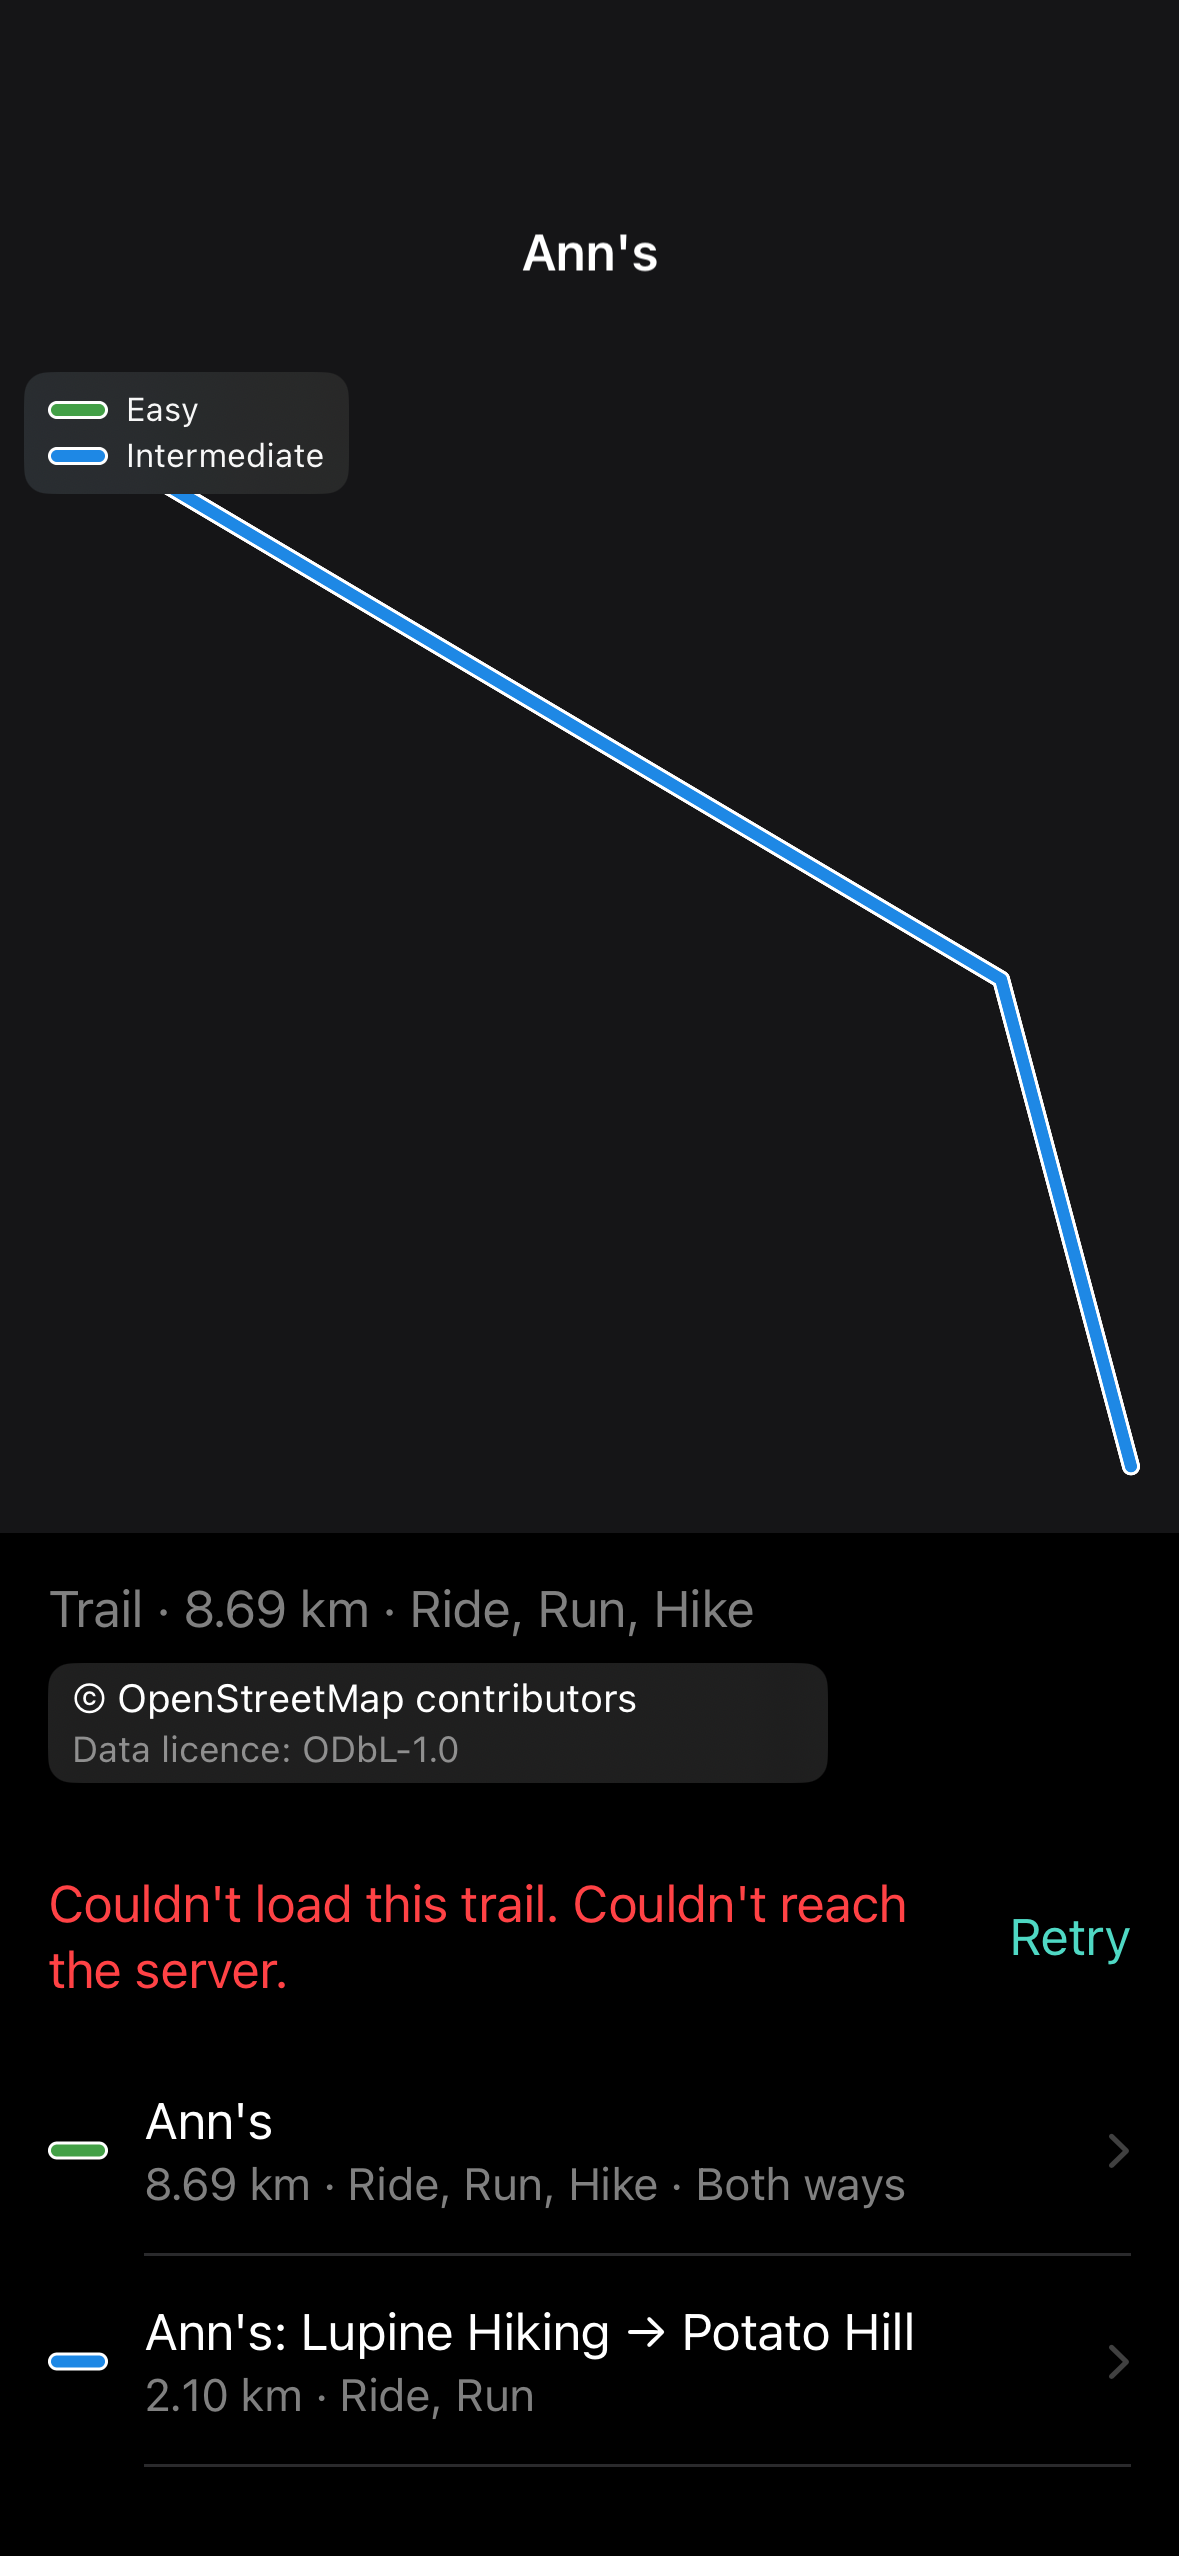 Ann's
Easy
Intermediate
Trail · 8.69 km · Ride, Run, Hike
© OpenStreetMap contributors
Data licence: ODbL-1.0
Couldn't load this trail. Couldn't reach
the server.
Retry
Ann's
8.69 km · Ride, Run, Hike · Both ways
Ann's: Lupine Hiking → Potato Hill
2.10 km · Ride, Run